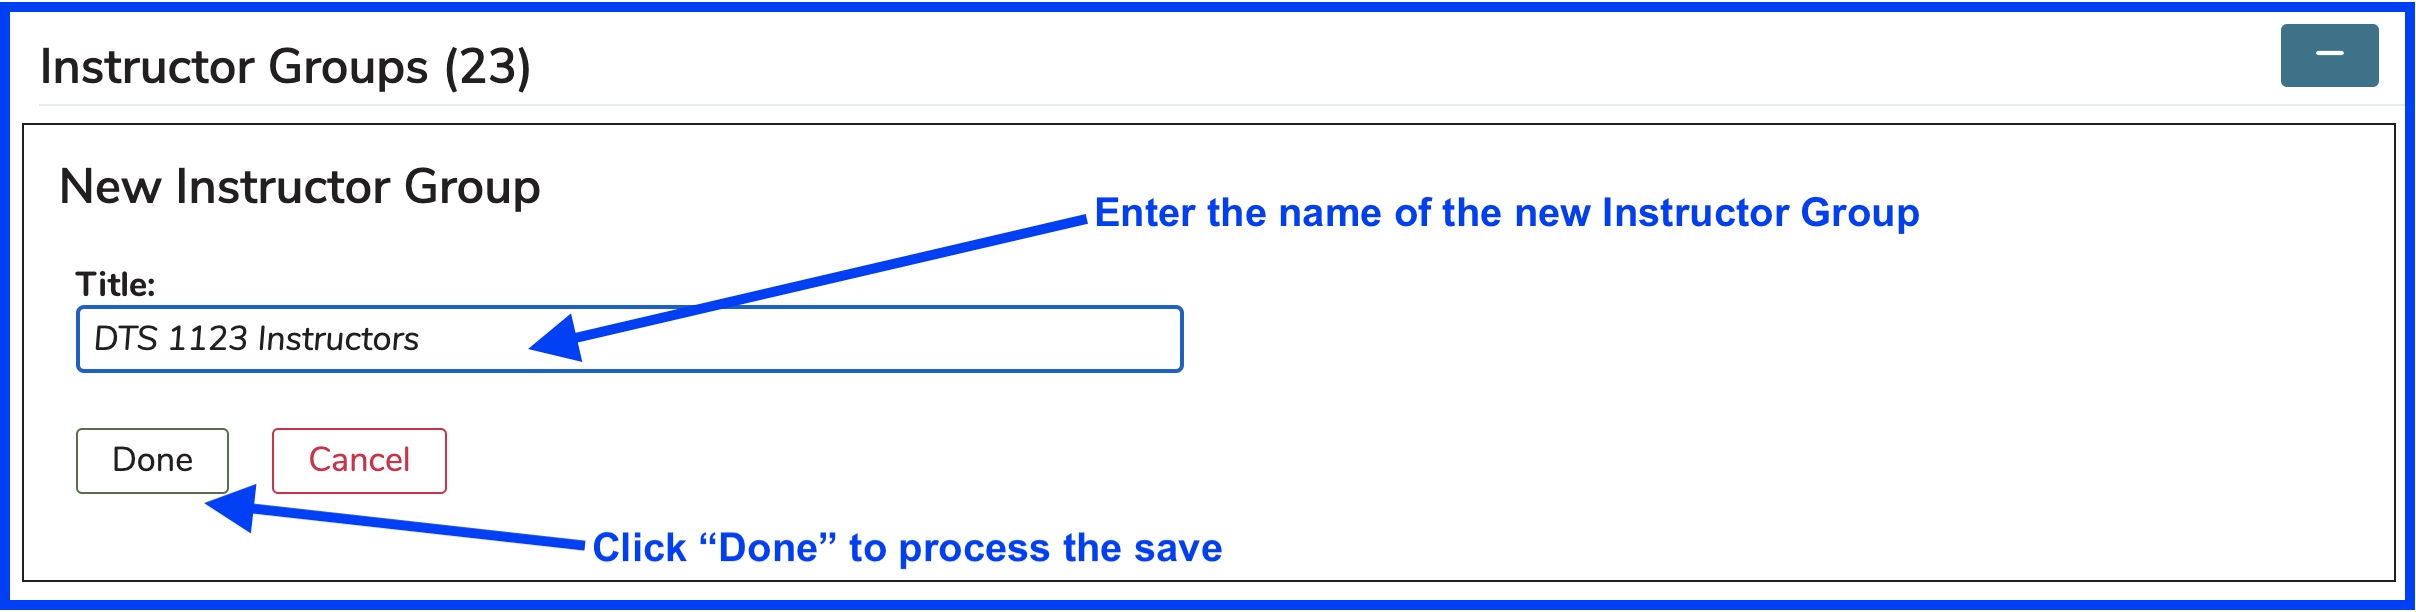 Instructor Groups (23)
New Instructor Group
Enter the name of the new Instructor Group
Title:
DTS 1123 Instructors
Done
Cancel
Click “Done” to process the save